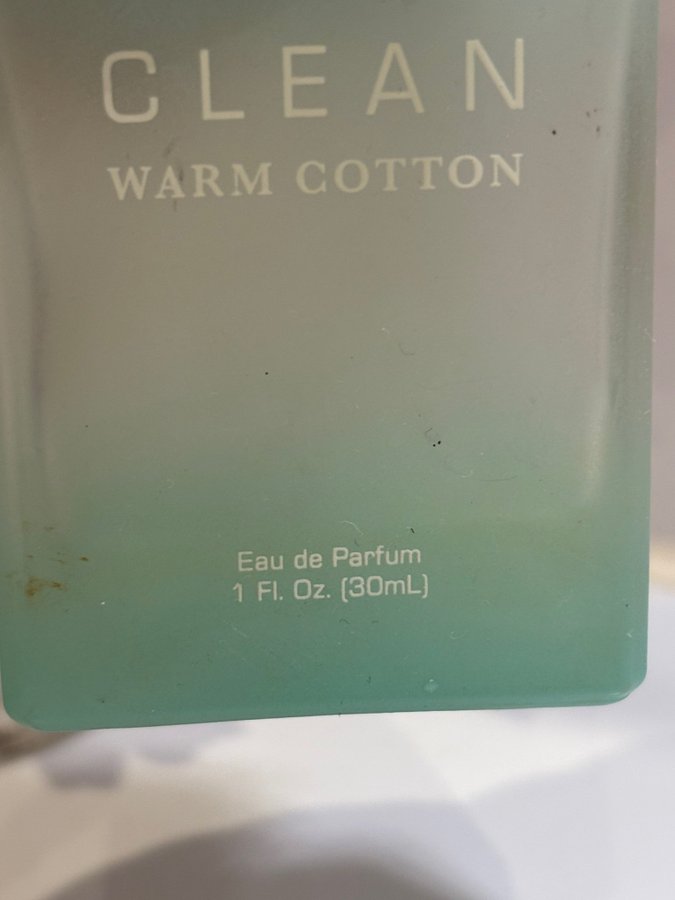 CLEAN
WARM COTTON
Eau de Parfum
1 Fl. Oz. (30mL)